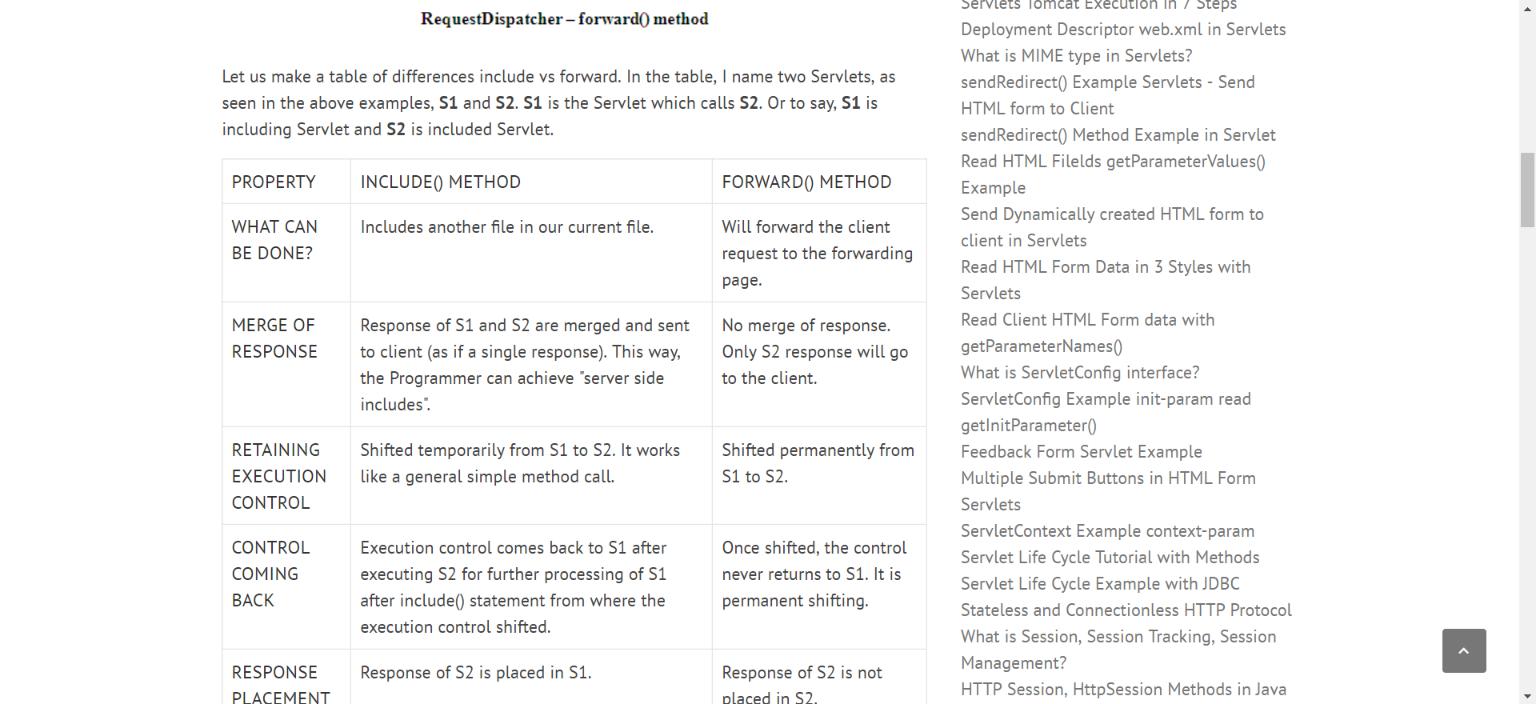 RequestDispatcher – forward() method
Let us make a table of differences include vs forward. In the table, I name two Servlets, as
seen in the above examples, S1 and S2. S1 is the Servlet which calls S2. Or to say, S1 is
including Servlet and S2 is included Servlet.
PROPERTY
INCLUDE() METHOD
FORWARD() METHOD
WHAT CAN
BE DONE?
Includes another file in our current file.
Will forward the client
request to the forwarding
page.
MERGE OF
RESPONSE
Response of S1 and S2 are merged and sent
to client (as if a single response). This way,
the Programmer can achieve "server side
includes".
No merge of response.
Only S2 response will go
to the client.
RETAINING
EXECUTION
CONTROL
Shifted temporarily from S1 to S2. It works
like a general simple method call.
Shifted permanently from
S1 to S2.
CONTROL
COMING
BACK
Execution control comes back to S1 after
executing S2 for further processing of S1
after include() statement from where the
execution control shifted.
Once shifted, the control
never returns to S1. It is
permanent shifting.
RESPONSE
PLACEMENT
Response of S2 is placed in S1.
Response of S2 is not
placed in S2.
Servlets Tomcat Execution in 7 Steps
Deployment Descriptor web.xml in Servlets
What is MIME type in Servlets?
sendRedirect() Example Servlets - Send
HTML form to Client
sendRedirect() Method Example in Servlet
Read HTML Filelds getParameterValues()
Example
Send Dynamically created HTML form to
client in Servlets
Read HTML Form Data in 3 Styles with
Servlets
Read Client HTML Form data with
getParameterNames()
What is ServletConfig interface?
ServletConfig Example init-param read
getInitParameter()
Feedback Form Servlet Example
Multiple Submit Buttons in HTML Form
Servlets
ServletContext Example context-param
Servlet Life Cycle Tutorial with Methods
Servlet Life Cycle Example with JDBC
Stateless and Connectionless HTTP Protocol
What is Session, Session Tracking, Session
Management?
HTTP Session, HttpSession Methods in Java